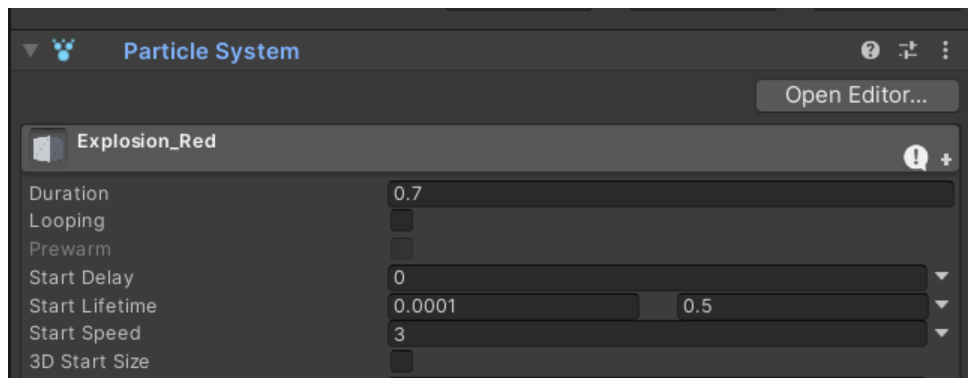 Particle System
Open Editor...
Explosion_Red
Duration 0.7
Looping
Prewarm
Start Delay 0
Start Lifetime 0.0001 0.5
Start Speed 3
3D Start Size